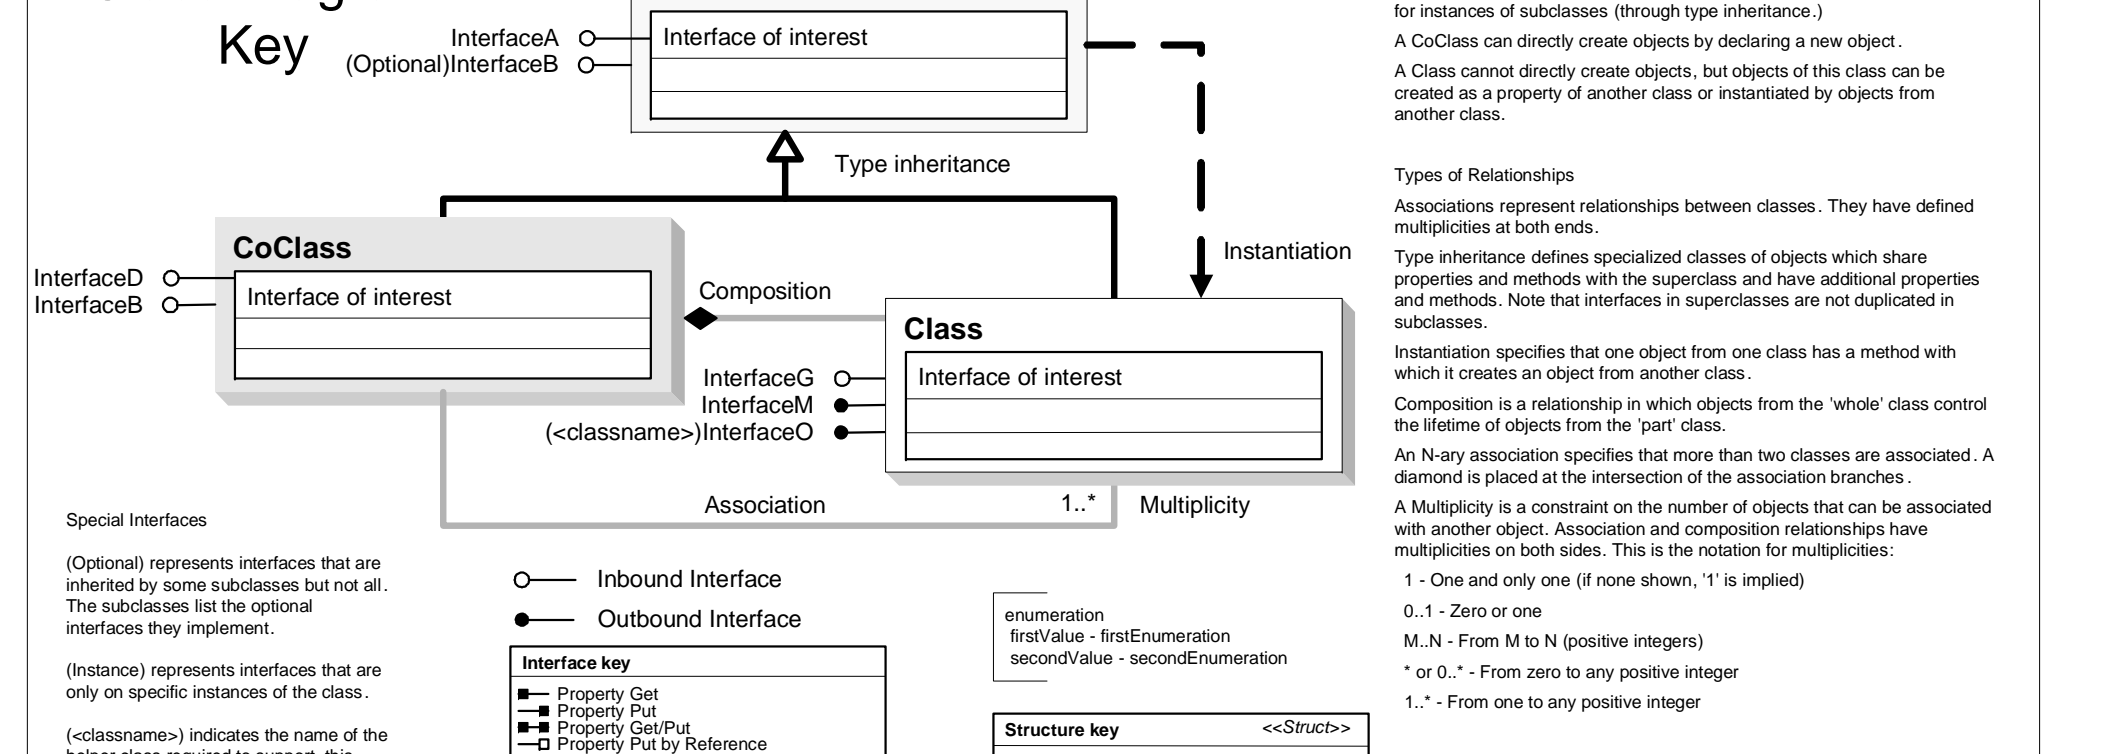 Key
InterfaceA
(Optional)InterfaceB
Interface of interest
Type inheritance
CoClass
InterfaceD
InterfaceB
Interface of interest
Composition
Instantiation
Class
InterfaceG
InterfaceM
(<classname>)InterfaceO
Interface of interest
Association
1..*
Multiplicity
Special Interfaces
(Optional) represents interfaces that are
inherited by some subclasses but not all.
The subclasses list the optional
interfaces they implement.
(Instance) represents interfaces that are
only on specific instances of the class.
(<classname>) indicates the name of the
helper class required to support this
Inbound Interface
Outbound Interface
Interface key
Property Get
Property Put
Property Get/Put
Property Put by Reference
enumeration
firstValue - firstEnumeration
secondValue - secondEnumeration
Structure key <<Struct>>
for instances of subclasses (through type inheritance.)
A CoClass can directly create objects by declaring a new object.
A Class cannot directly create objects, but objects of this class can be
created as a property of another class or instantiated by objects from
another class.
Types of Relationships
Associations represent relationships between classes. They have defined
multiplicities at both ends.
Type inheritance defines specialized classes of objects which share
properties and methods with the superclass and have additional properties
and methods. Note that interfaces in superclasses are not duplicated in
subclasses.
Instantiation specifies that one object from one class has a method with
which it creates an object from another class.
Composition is a relationship in which objects from the 'whole' class control
the lifetime of objects from the 'part' class.
An N-ary association specifies that more than two classes are associated. A
diamond is placed at the intersection of the association branches.
A Multiplicity is a constraint on the number of objects that can be associated
with another object. Association and composition relationships have
multiplicities on both sides. This is the notation for multiplicities:
1 - One and only one (if none shown, '1' is implied)
0..1 - Zero or one
M..N - From M to N (positive integers)
* or 0..* - From zero to any positive integer
1..* - From one to any positive integer